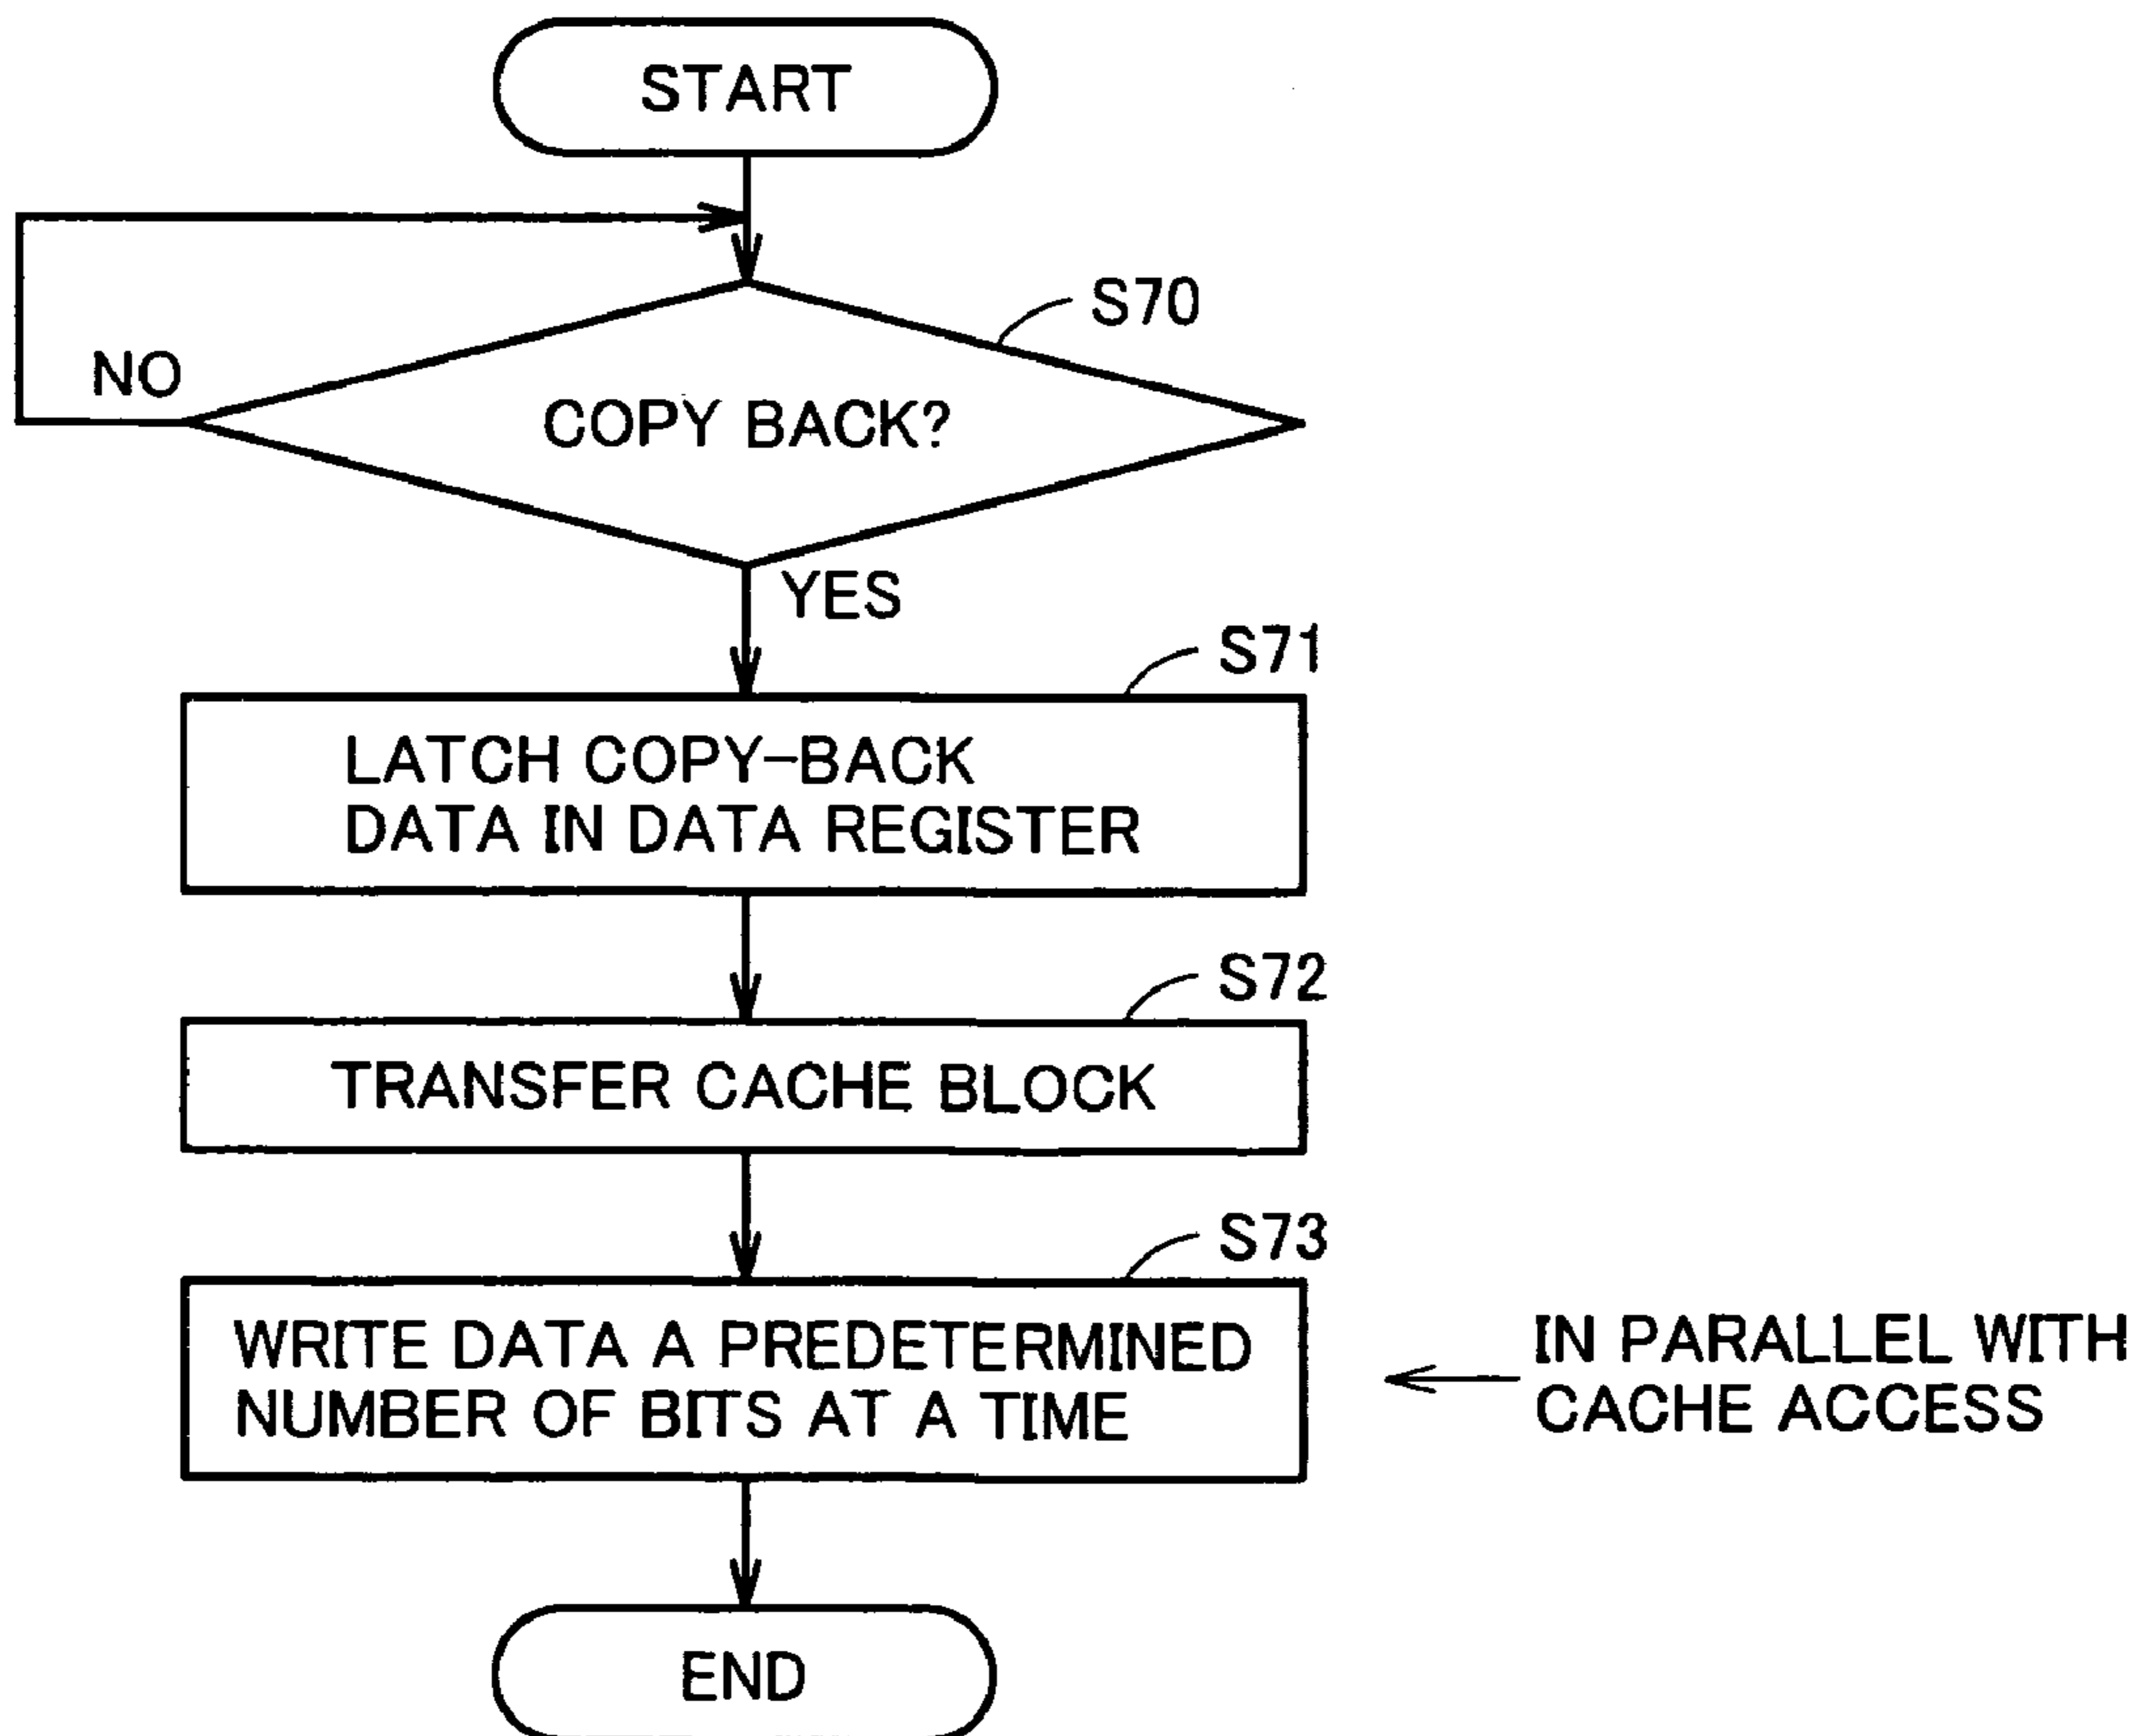 START
S70
NO
COPY BACK?
YES
S71
LATCH COPY-BACK
DATA IN DATA REGISTER
S72
TRANSFER CACHE BLOCK
S73
WRITE DATA A PREDETERMINED
NUMBER OF BITS AT A TIME
IN PARALLEL WITH
CACHE ACCESS
END